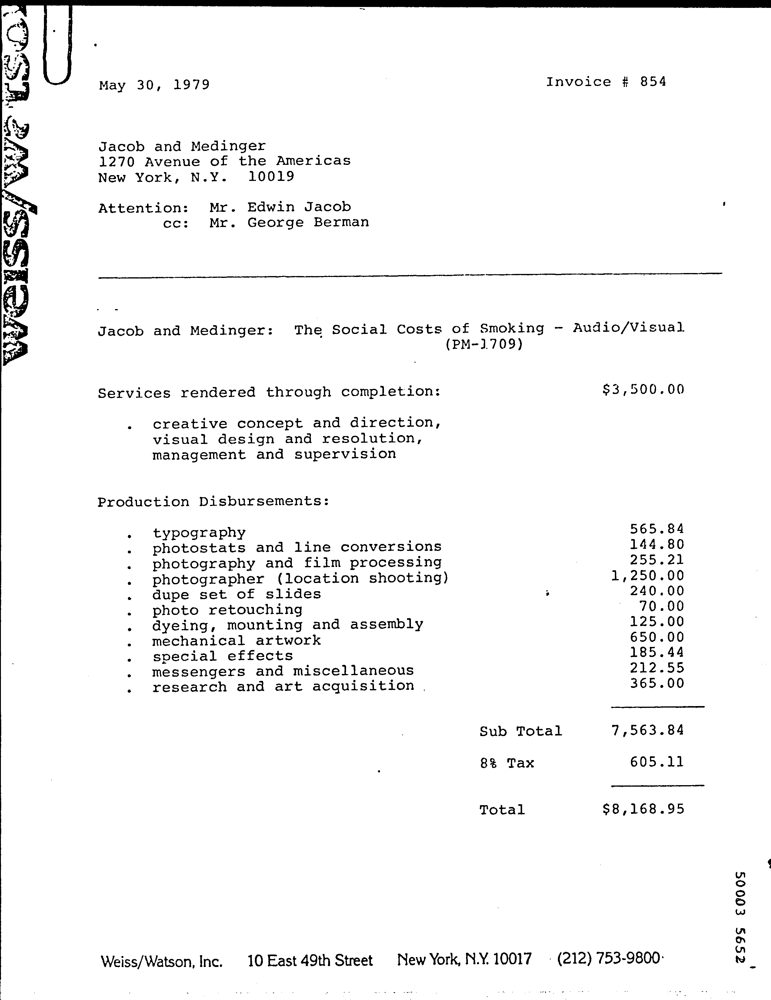 May 30, 1979 Invoice # 854
Jacob and Medinger
1270 Avenue of the Americas
New York, N.Y. 10019
Attention: Mr. Edwin Jacob
cc: Mr. George Berman
Jacob and Medinger: The Social Costs of Smoking - Audio/Visual
(PM-1709)
Services rendered through completion: $3,500.00
. creative concept and direction,
visual design and resolution,
management and supervision
Production Disbursements:
. typography 565.84
. photostats and line conversions 144.80
. photography and film processing 255.21
. photographer (location shooting) 1,250.00
. dupe set of slides 240.00
. photo retouching 70.00
. dyeing, mounting and assembly 125.00
. mechanical artwork 650.00
. special effects 185.44
. messengers and miscellaneous 212.55
. research and art acquisition 365.00
Sub Total 7,563.84
8% Tax 605.11
Total $8,168.95
Weiss/Watson, Inc. 10 East 49th Street New York, N.Y. 10017 (212) 753-9800
50003 5652
Weiss/Watson